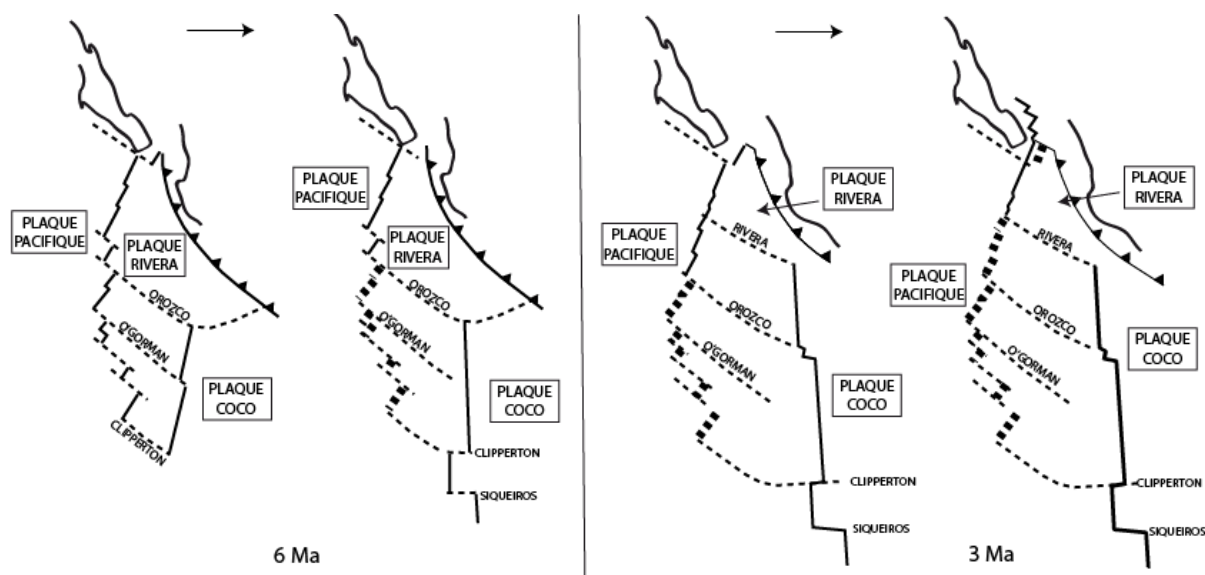 PLAQUE
PACIFIQUE
PLAQUE
RIVERA
OROZCO
O'GORMAN
PLAQUE
COCO
CLIPPERTON
PLAQUE
PACIFIQUE
PLAQUE
RIVERA
OROZCO
O'GORMAN
PLAQUE
COCO
CLIPPERTON
SIQUEIROS
6 Ma
PLAQUE
RIVERA
RIVERA
PLAQUE
PACIFIQUE
OROZCO
O'GORMAN
PLAQUE
COCO
CLIPPERTON
SIQUEIROS
PLAQUE
RIVERA
RIVERA
PLAQUE
PACIFIQUE
OROZCO
PLAQUE
COCO
O'GORMAN
CLIPPERTON
SIQUEIROS
3 Ma